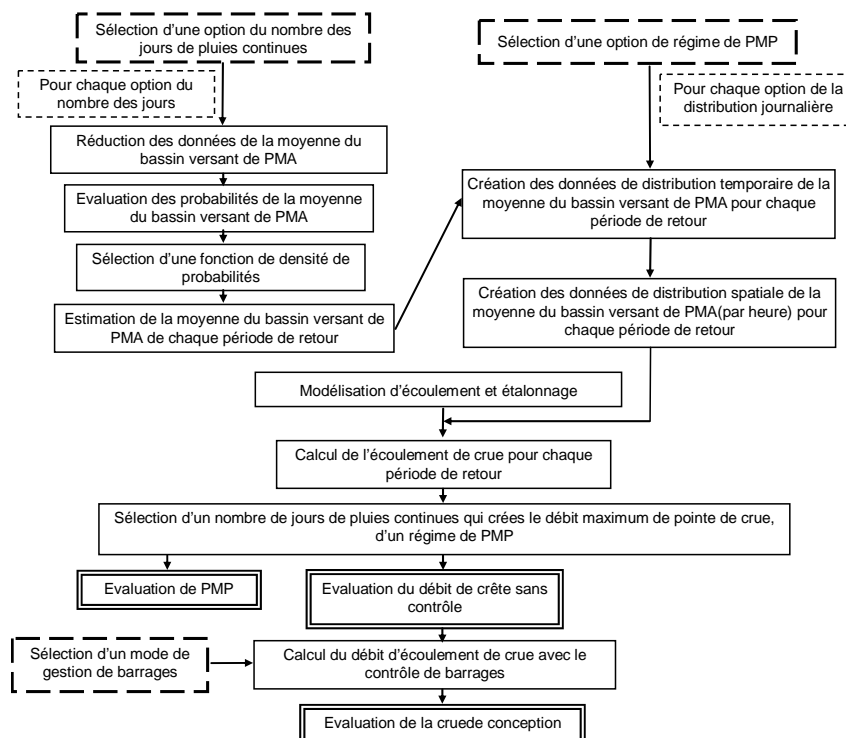 Sélection d'une option du nombre des
jours de pluies continues
Sélection d'une option de régime de PMP
Pour chaque option du
nombre des jours
Pour chaque option de la
distribution journalière
Réduction des données de la moyenne du
bassin versant de PMA
Evaluation des probabilités de la moyenne
du bassin versant de PMA
Sélection d'une fonction de densité de
probabilités
Estimation de la moyenne du bassin versant de
PMA de chaque période de retour
Création des données de distribution temporaire de la
moyenne du bassin versant de PMA pour chaque
période de retour
Création des données de distribution spatiale de la
moyenne du bassin versant de PMA(par heure) pour
chaque période de retour
Modélisation d'écoulement et étalonnage
Calcul de l'écoulement de crue pour chaque
période de retour
Sélection d'un nombre de jours de pluies continues qui crées le débit maximum de pointe de crue,
d'un régime de PMP
Evaluation de PMP
Evaluation du débit de crête sans
contrôle
Sélection d'un mode de
gestion de barrages
Calcul du débit d'écoulement de crue avec le
contrôle de barrages
Evaluation de la cruede conception